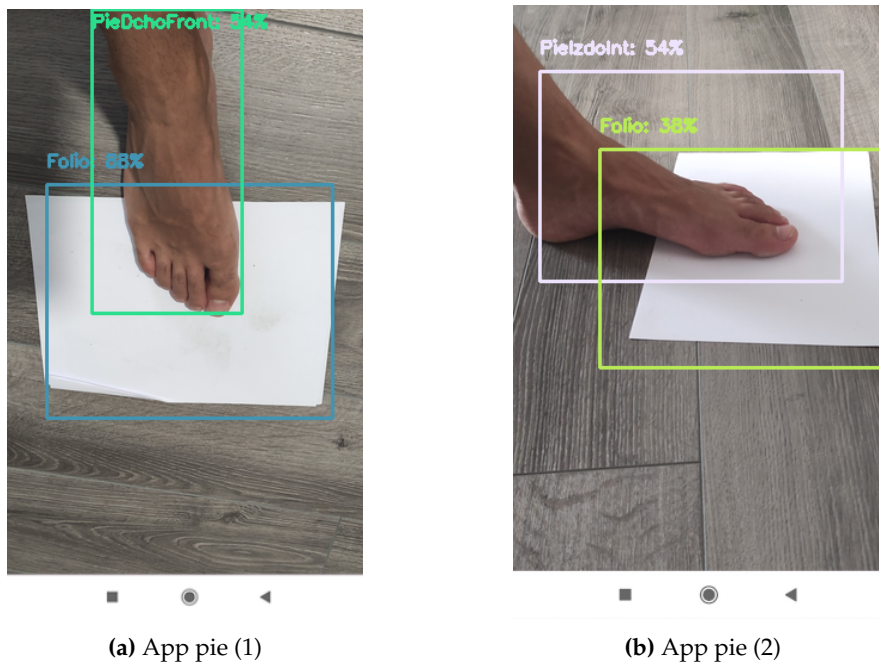 PieDchoFront: 54%
Folio: 68%
PieIzdoInt: 54%
Folio: 38%
(a) App pie (1)
(b) App pie (2)